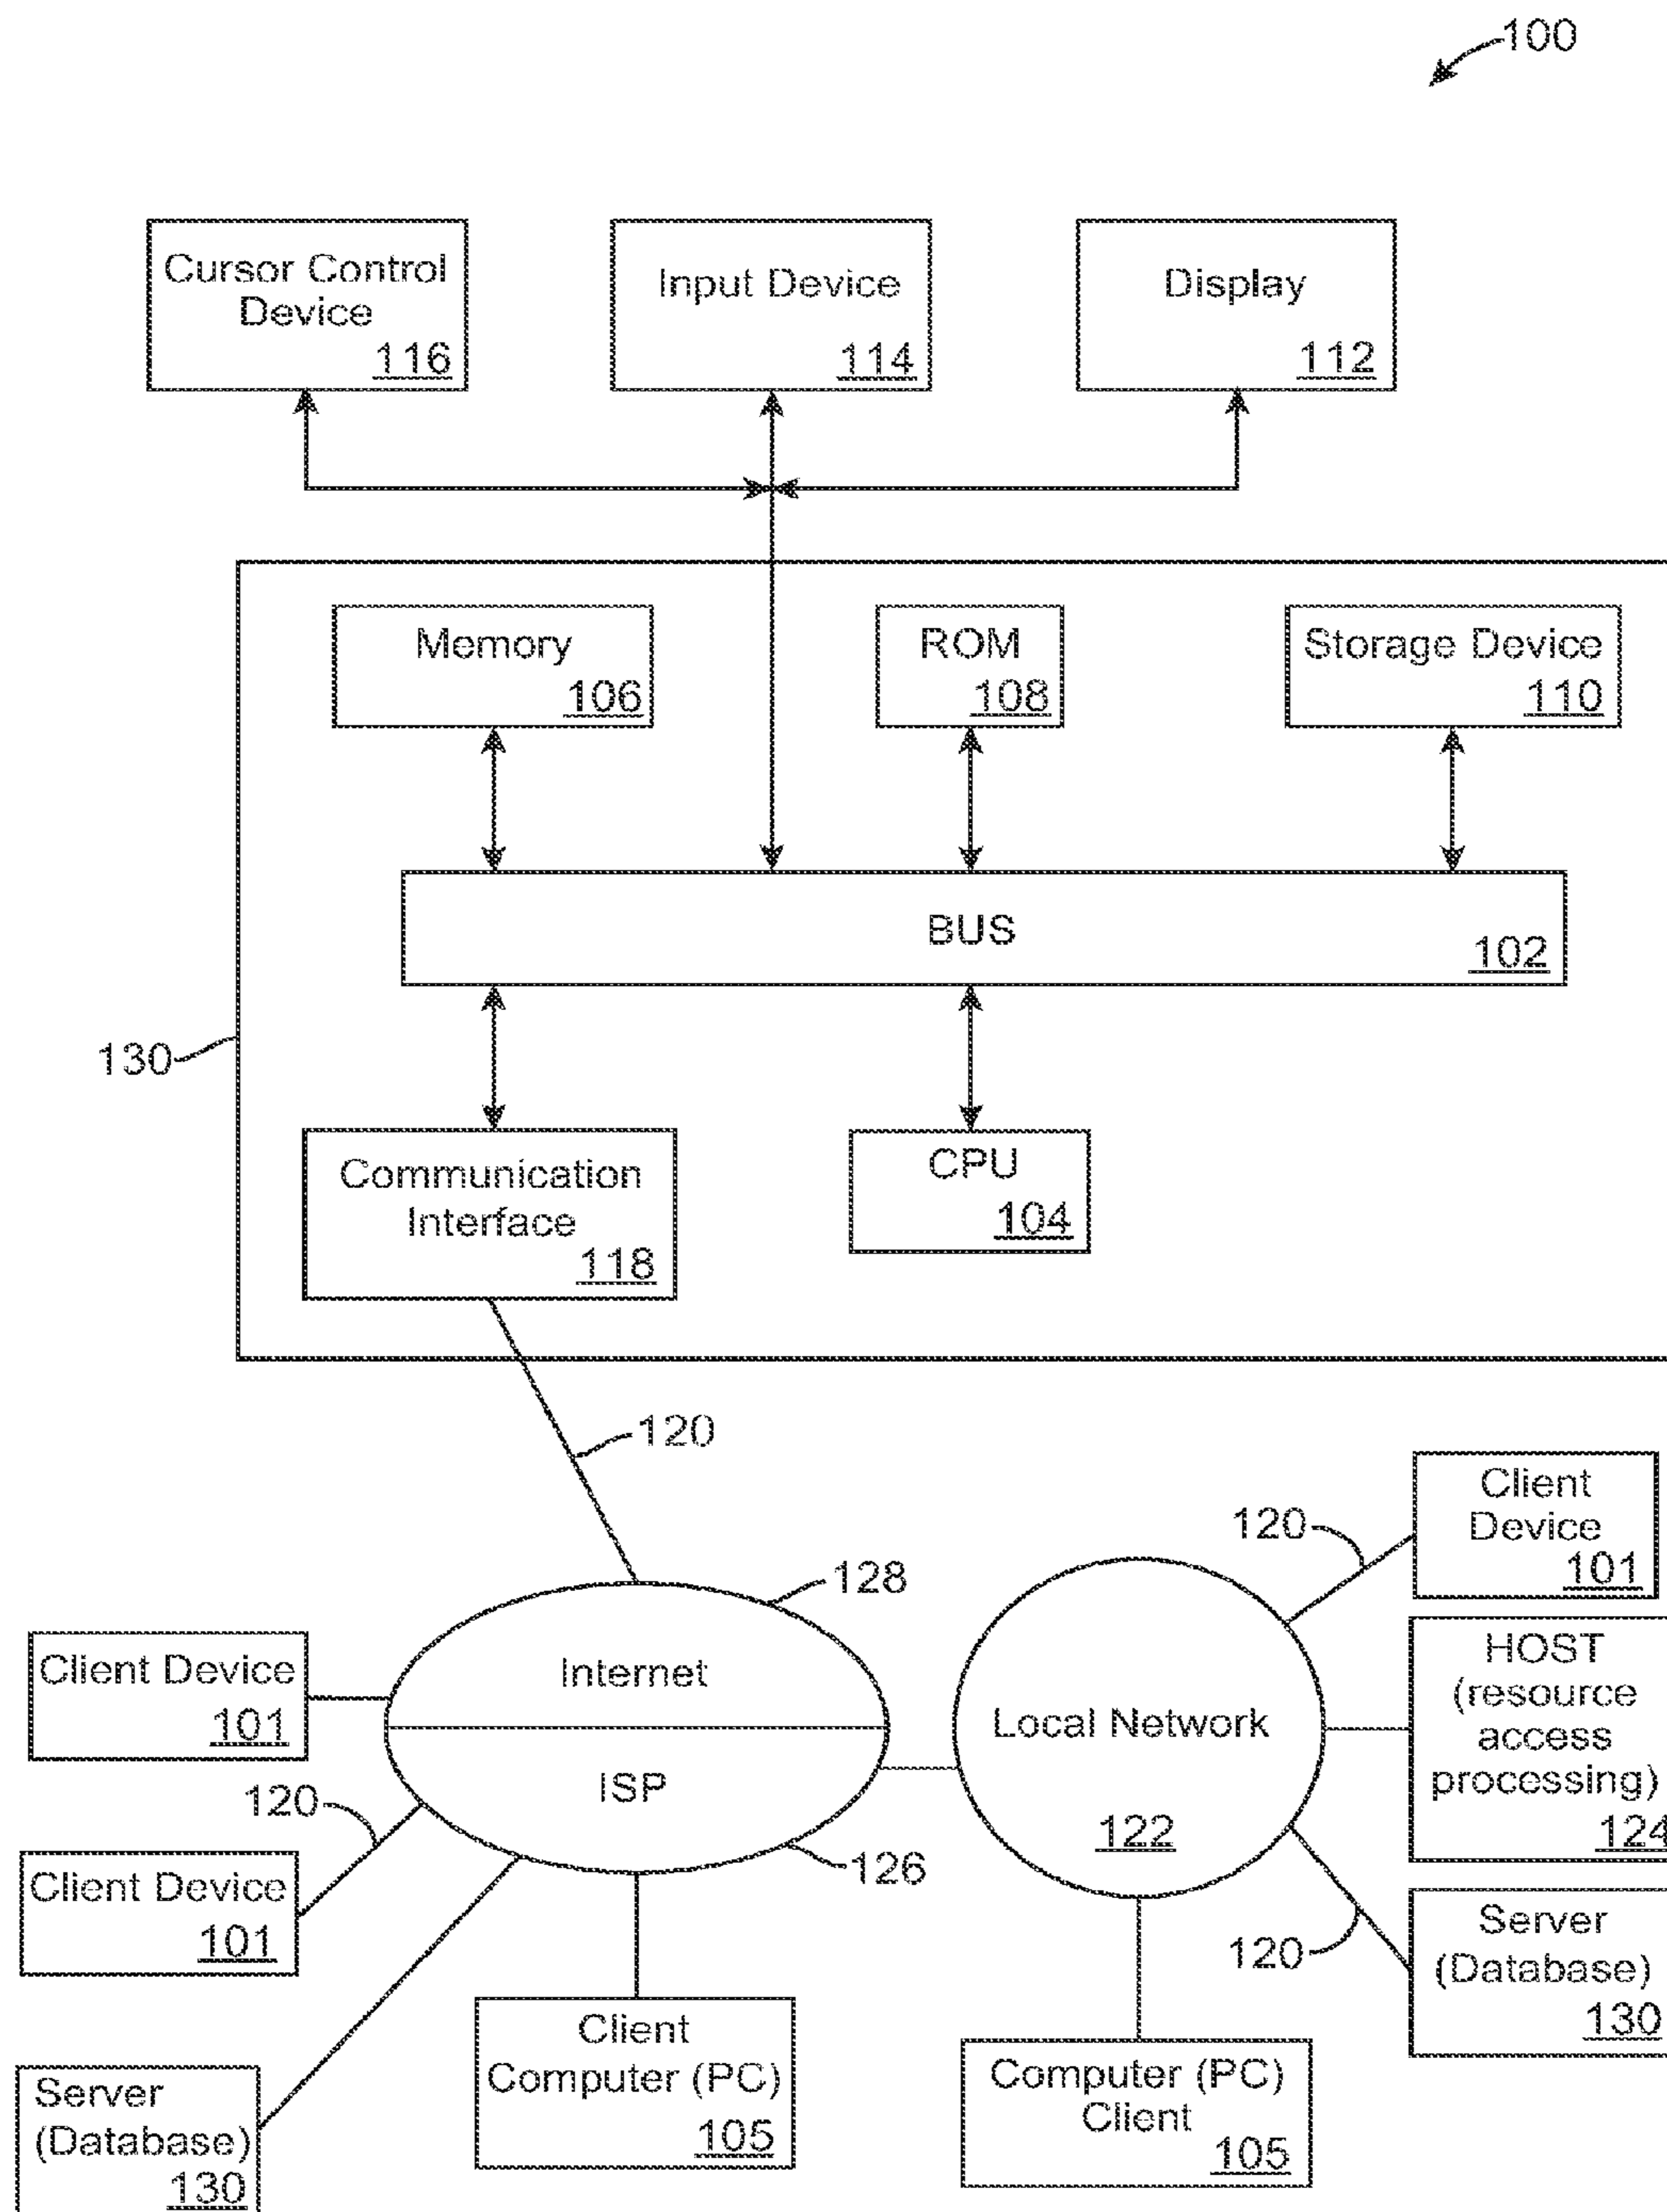 100
Cursor Control
Device
116
Input Device
114
Display
112
Memory
106
ROM
108
Storage Device
110
BUS
102
130
Communication
Interface
118
CPU
104
120
Client
Device
101
120
128
Internet
ISP
126
Local Network
122
HOST
(resource
access
processing)
124
Client Device
101
120
Client Device
101
Server
(Database)
130
120
Client
Computer (PC)
105
Computer (PC)
Client
105
Server
(Database)
130